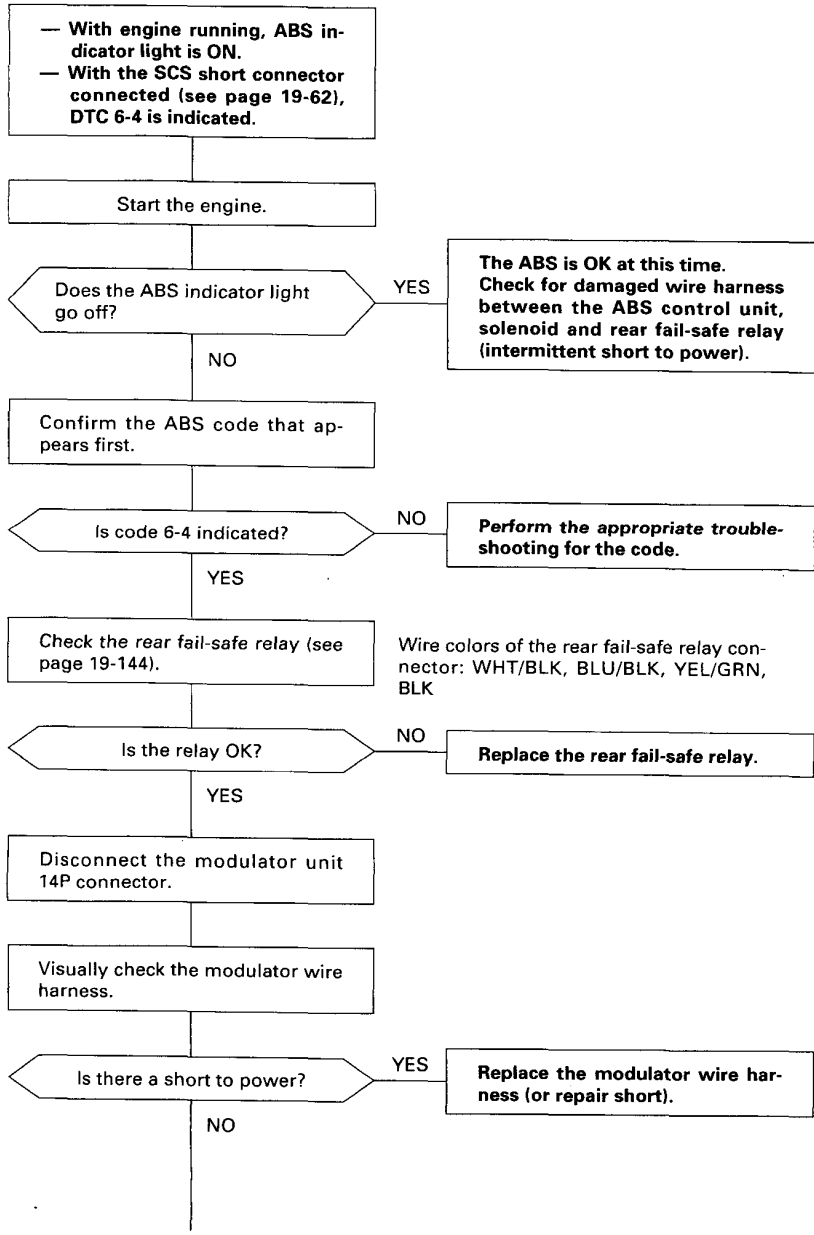 — With engine running, ABS in-
dicator light is ON.
— With the SCS short connector
connected (see page 19-62),
DTC 6-4 is indicated.
Start the engine.
Does the ABS indicator light
go off?
YES
The ABS is OK at this time.
Check for damaged wire harness
between the ABS control unit,
solenoid and rear fail-safe relay
(intermittent short to power).
NO
Confirm the ABS code that ap-
pears first.
Is code 6-4 indicated?
NO
Perform the appropriate trouble-
shooting for the code.
YES
Check the rear fail-safe relay (see
page 19-144).
Wire colors of the rear fail-safe relay con-
nector: WHT/BLK, BLU/BLK, YEL/GRN,
BLK
Is the relay OK?
NO
Replace the rear fail-safe relay.
YES
Disconnect the modulator unit
14P connector.
Visually check the modulator wire
harness.
Is there a short to power?
YES
Replace the modulator wire har-
ness (or repair short).
NO